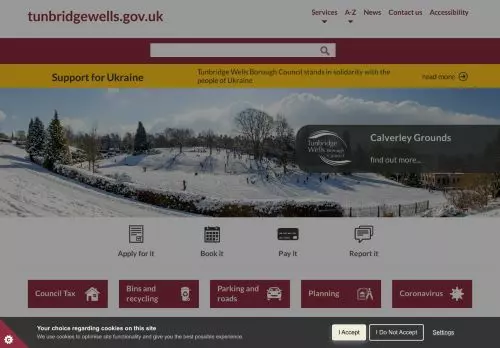 tunbridgewells.gov.uk
Services A-Z News Contact us Accessibility
Support for Ukraine
Tunbridge Wells Borough Council stands in solidarity with the
people of Ukraine
read more
Calverley Grounds
Tunbridge
Wells Borough
Council
find out more...
Apply for it Book it Pay it Report it
Council Tax
Bins and
recycling
Parking and
roads
Planning
Coronavirus
Your choice regarding cookies on this site
We use cookies to optimise site functionality and give you the best possible experience.
I Accept
I Do Not Accept
Settings